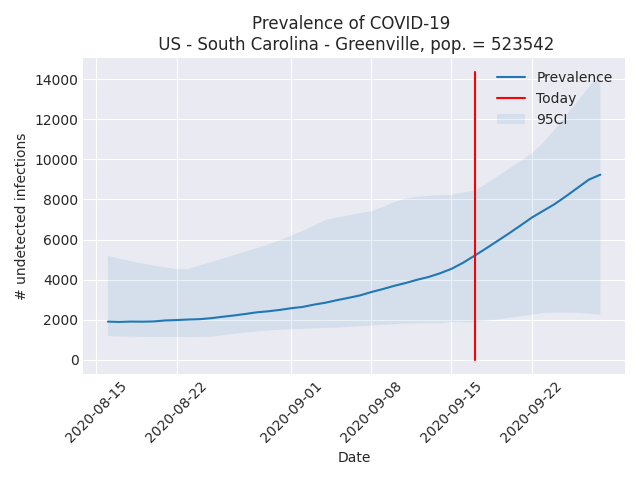 Prevalence of COVID-19
US - South Carolina - Greenville, pop. = 523542
14000
12000
10000
8000
6000
4000
2000
0
# undetected infections
Prevalence
Today
95CI
2020-08-15
2020-08-22
2020-09-01
2020-09-08
2020-09-15
2020-09-22
Date